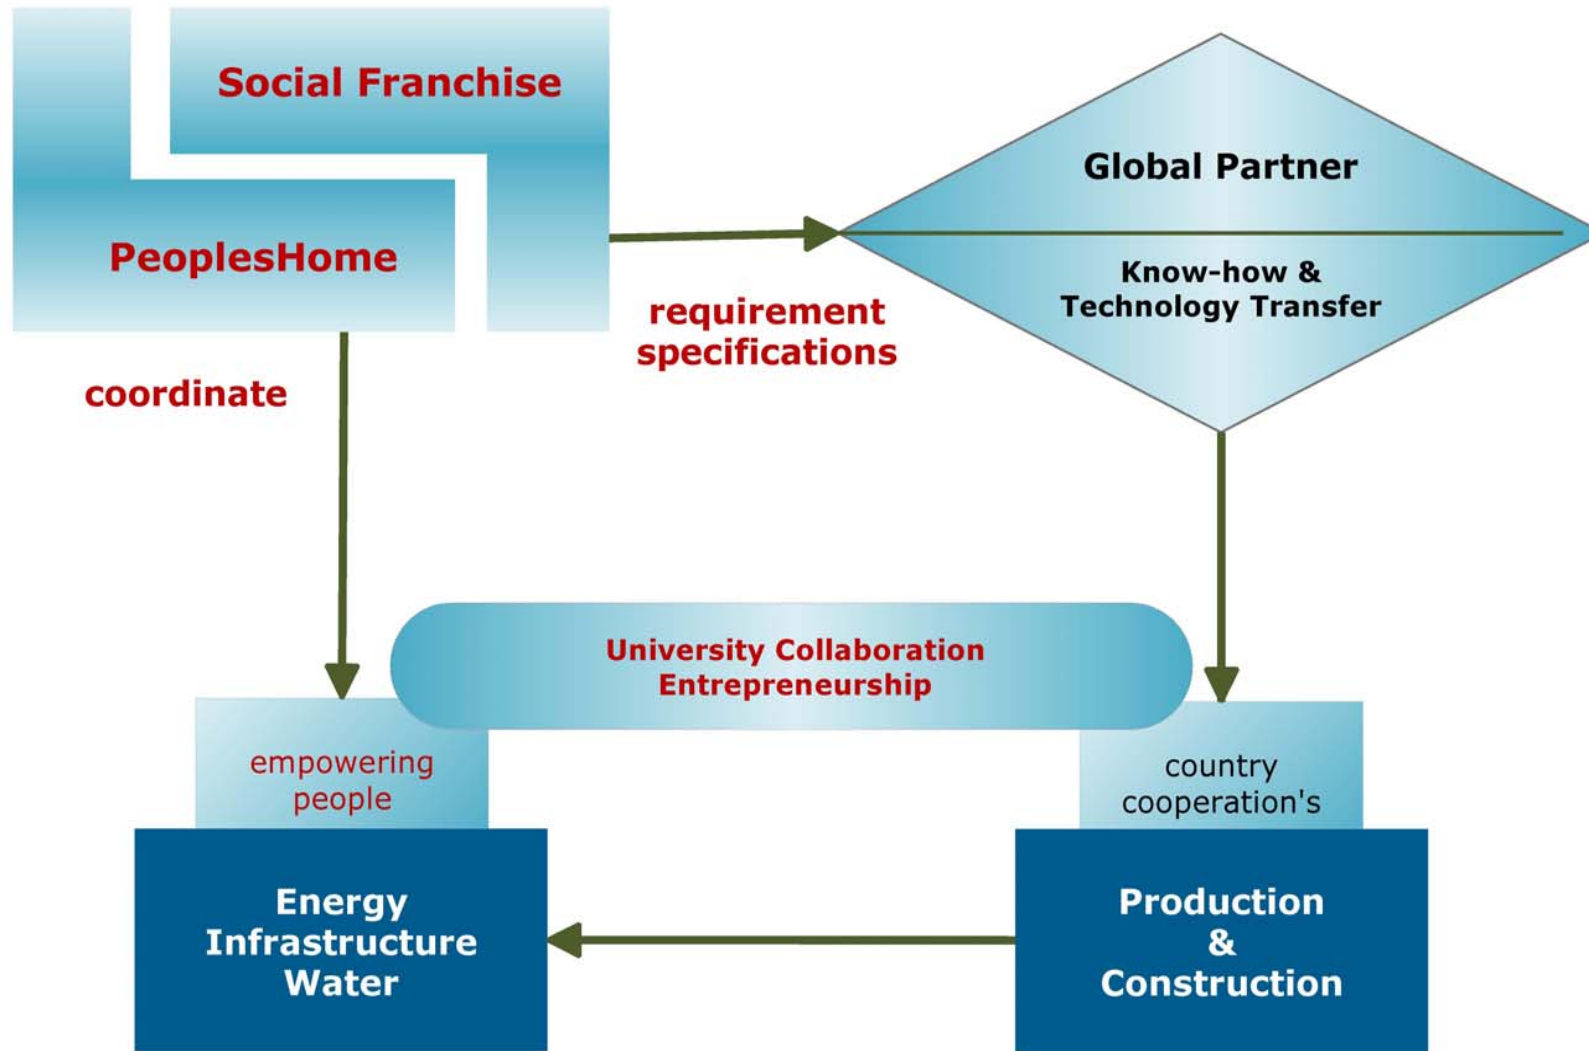 Social Franchise
PeoplesHome
Global Partner
Know-how &
Technology Transfer
requirement
specifications
coordinate
University Collaboration
Entrepreneurship
empowering
people
country
cooperation's
Energy
Infrastructure
Water
Production
&
Construction